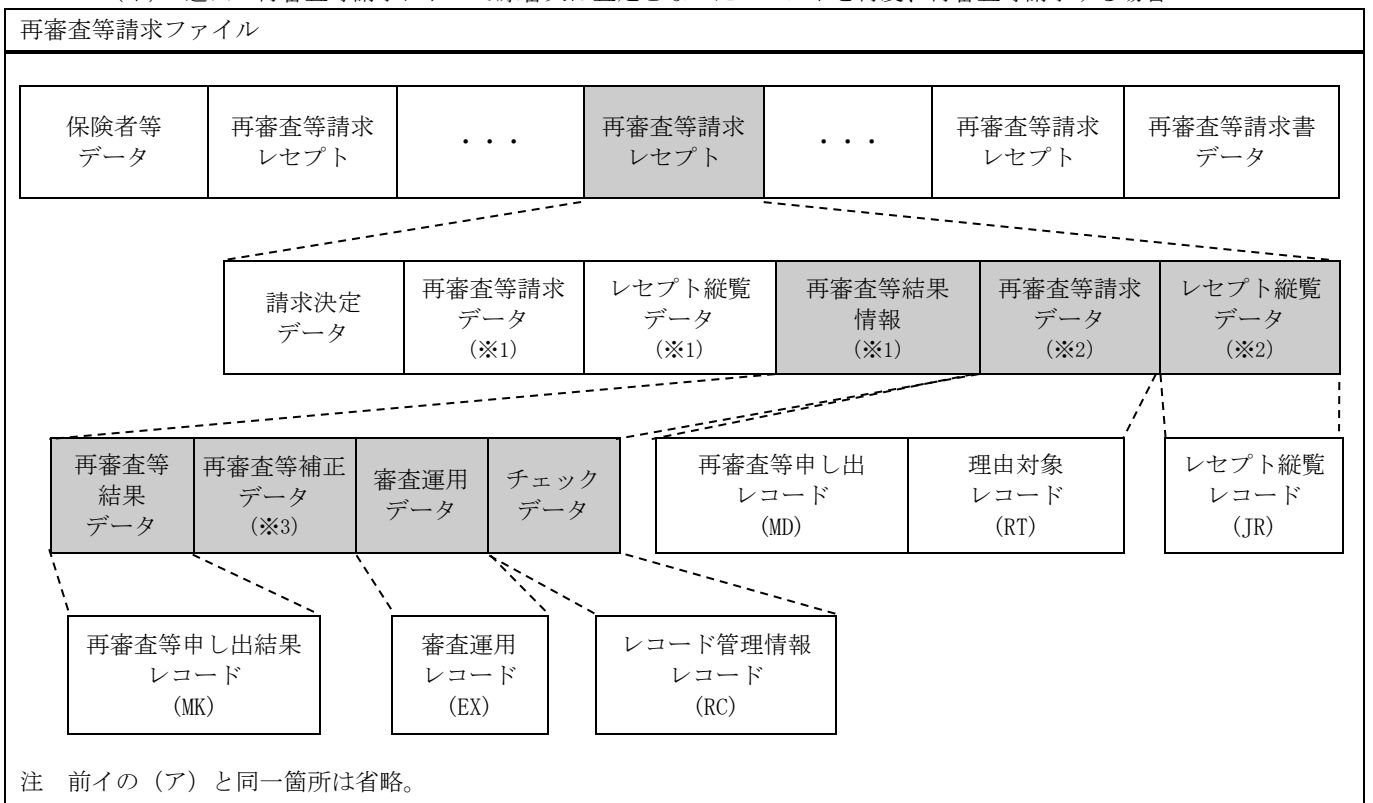 再審査等請求ファイル
保険者等
データ
再審査等請求
レセプト
・・・
再審査等請求
レセプト
・・・
再審査等請求
レセプト
再審査等請求書
データ
請求決定
データ
再審査等請求
データ
(※1)
レセプト縦覧
データ
(※1)
再審査等結果
情報
(※1)
再審査等請求
データ
(※2)
レセプト縦覧
データ
(※2)
再審査等
結果
データ
再審査等補正
データ
(※3)
審査運用
データ
チェック
データ
再審査等申し出
レコード
(MD)
理由対象
レコード
(RT)
レセプト縦覧
レコード
(JR)
再審査等申し出結果
レコード
(MK)
審査運用
レコード
(EX)
レコード管理情報
レコード
(RC)
注　前イの（ア）と同一箇所は省略。